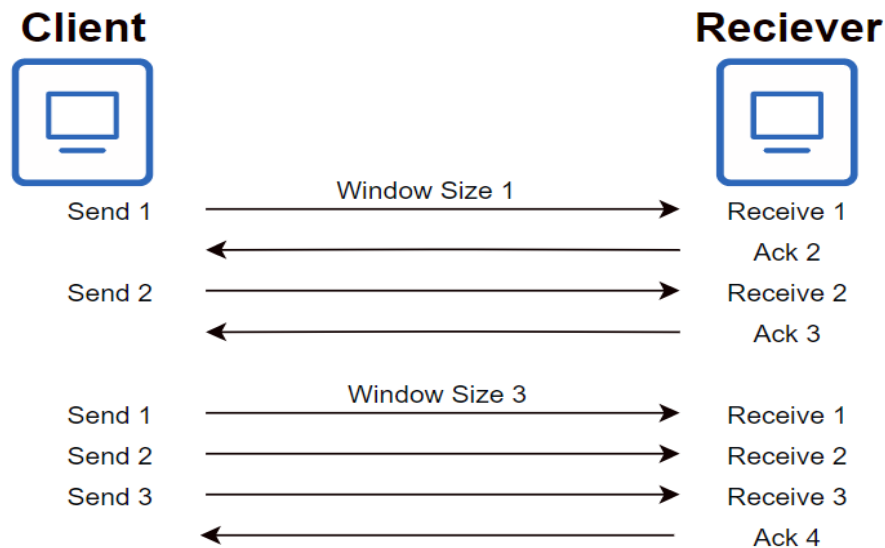 Client Reciever
Window Size 1
Send 1 Receive 1
Ack 2
Send 2 Receive 2
Ack 3
Window Size 3
Send 1 Receive 1
Send 2 Receive 2
Send 3 Receive 3
Ack 4